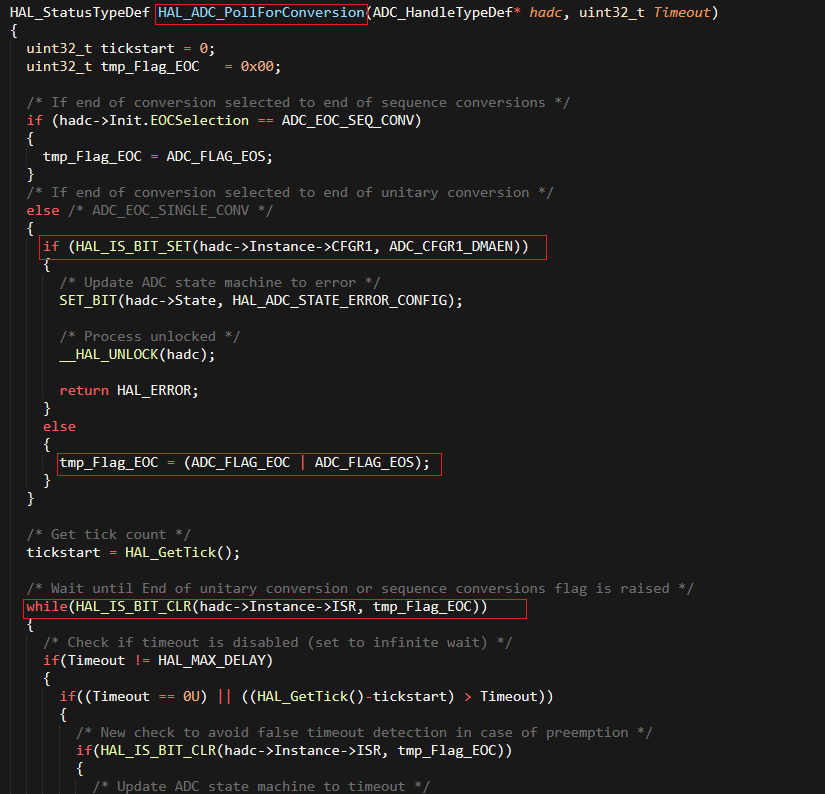 HAL_StatusTypeDef HAL_ADC_PollForConversion(ADC_HandleTypeDef* hadc, uint32_t Timeout)
{
  uint32_t tickstart = 0;
  uint32_t tmp_Flag_EOC   = 0x00;

  /* If end of conversion selected to end of sequence conversions */
  if (hadc->Init.EOCSelection == ADC_EOC_SEQ_CONV)
  {
    tmp_Flag_EOC = ADC_FLAG_EOS;
  }
  /* If end of conversion selected to end of unitary conversion */
  else /* ADC_EOC_SINGLE_CONV */
  {
    if (HAL_IS_BIT_SET(hadc->Instance->CFGR1, ADC_CFGR1_DMAEN))
    {
      /* Update ADC state machine to error */
      SET_BIT(hadc->State, HAL_ADC_STATE_ERROR_CONFIG);

      /* Process unlocked */
      __HAL_UNLOCK(hadc);

      return HAL_ERROR;
    }
    else
    {
      tmp_Flag_EOC = (ADC_FLAG_EOC | ADC_FLAG_EOS);
    }
  }

  /* Get tick count */
  tickstart = HAL_GetTick();

  /* Wait until End of unitary conversion or sequence conversions flag is raised */
  while(HAL_IS_BIT_CLR(hadc->Instance->ISR, tmp_Flag_EOC))
  {
    /* Check if timeout is disabled (set to infinite wait) */
    if(Timeout != HAL_MAX_DELAY)
    {
      if((Timeout == 0U) || ((HAL_GetTick()-tickstart) > Timeout))
      {
        /* New check to avoid false timeout detection in case of preemption */
        if(HAL_IS_BIT_CLR(hadc->Instance->ISR, tmp_Flag_EOC))
        {
          /* Update ADC state machine to timeout */